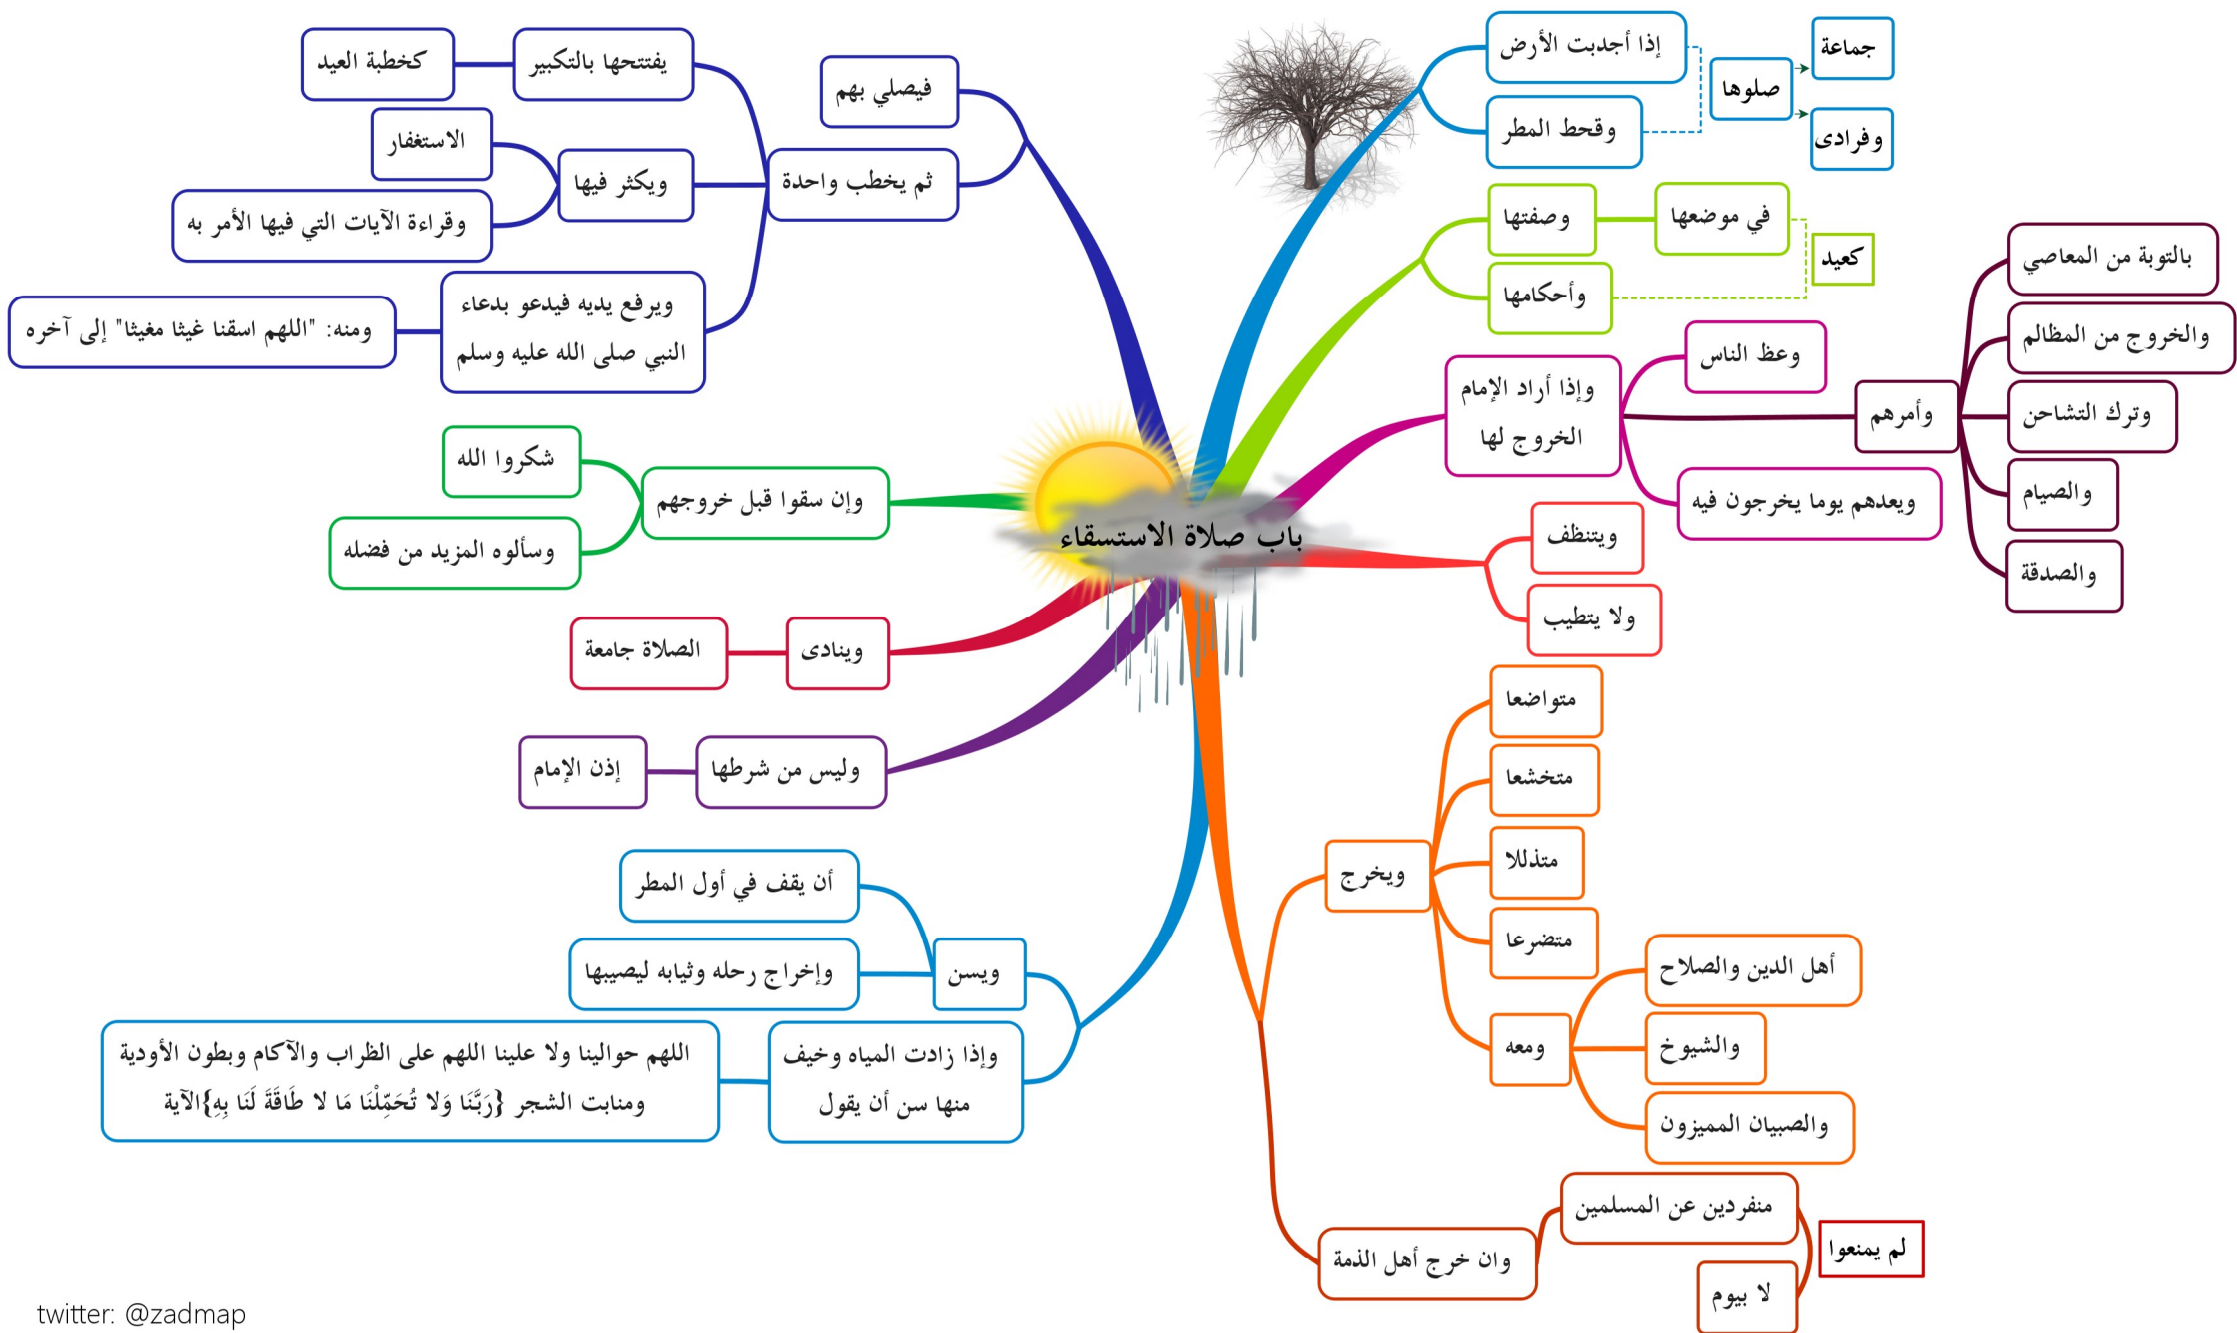 باب صلاة الاستسقاء
إذا أجدبت الأرض
وقحط المطر
صلوها
جماعة
وفرادى
وصفتها
في موضعها
وأحكامها
كعيد
وإذا أراد الإمام
الخروج لها
وعظ الناس
وأمرهم
بالتوبة من المعاصي
والخروج من المظالم
وترك التشاحن
والصيام
والصدقة
ويعدهم يوما يخرجون فيه
ويتنظف
ولا يتطيب
ويخرج
متواضعا
متخشعا
متذللا
متضرعا
ومعه
أهل الدين والصلاح
والشيوخ
والصبيان المميزون
وان خرج أهل الذمة
منفردين عن المسلمين
لا بيوم
لم يمنعوا
فيصلي بهم
ثم يخطب واحدة
يفتتحها بالتكبير
كخطبة العيد
ويكثر فيها
الاستغفار
وقراءة الآيات التي فيها الأمر به
ويرفع يديه فيدعو بدعاء
النبي صلى الله عليه وسلم
ومنه: "اللهم اسقنا غيثا مغيثا" إلى آخره
وإن سقوا قبل خروجهم
شكروا الله
وسألوه المزيد من فضله
وينادى
الصلاة جامعة
وليس من شرطها
إذن الإمام
ويسن
أن يقف في أول المطر
وإخراج رحله وثيابه ليصيبها
وإذا زادت المياه وخيف
منها سن أن يقول
اللهم حوالينا ولا علينا اللهم على الظراب والآكام وبطون الأودية
ومنابت الشجر {رَبَّنَا وَلا تُحَمِّلْنَا مَا لا طَاقَةَ لَنَا بِهِ}الآية
twitter: @zadmap